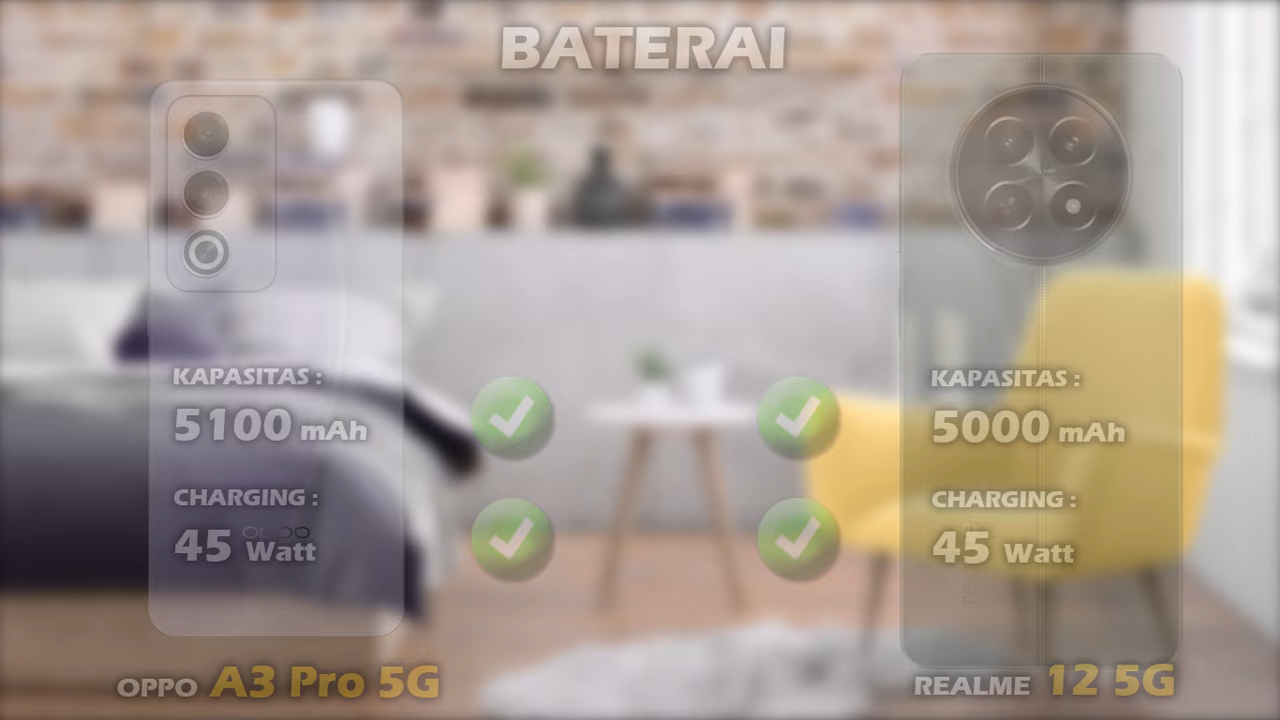 BATERAI
KAPASITAS :
5100 mAh
CHARGING :
45 Watt
OPPO
OPPO A3 Pro 5G
KAPASITAS :
5000 mAh
CHARGING :
45 Watt
REALME 12 5G